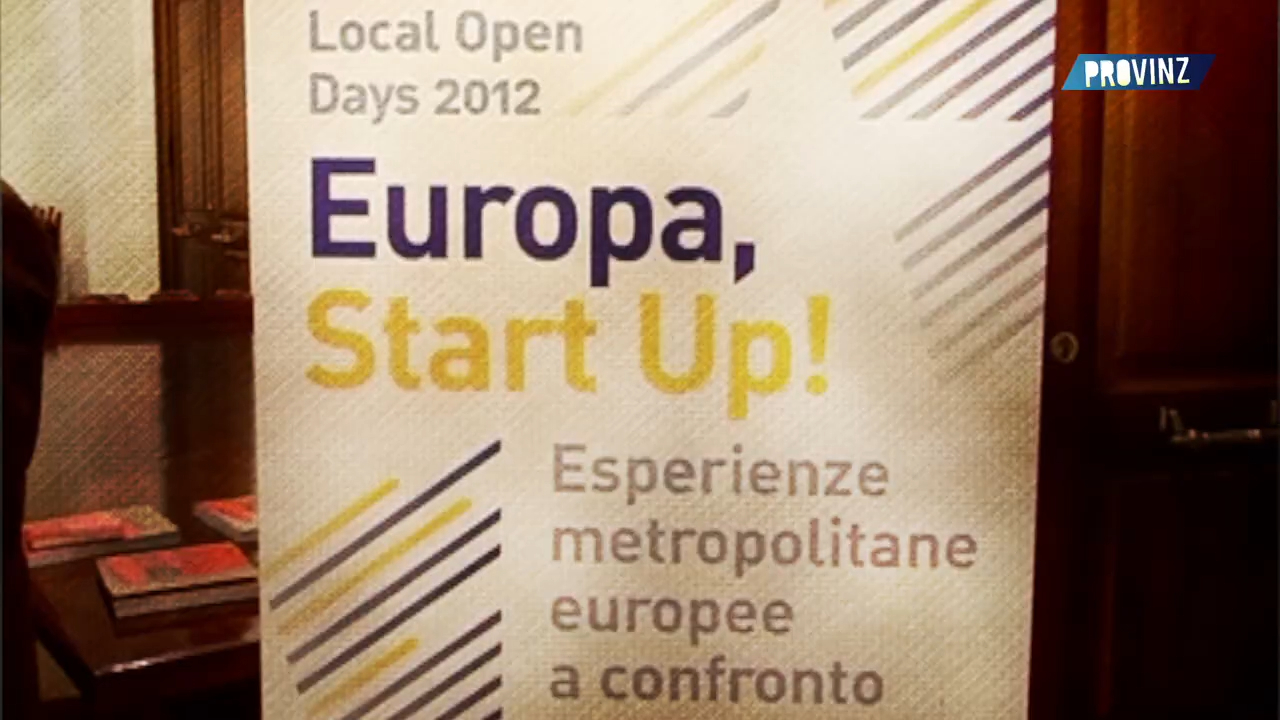 Local Open
Days 2012
PROVINZ
Europa,
Start Up!
Esperienze
metropolitane
europee
a confronto